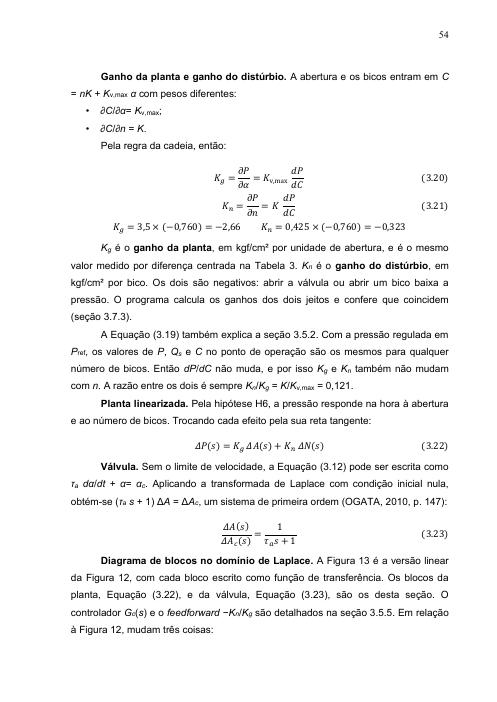 54
Ganho da planta e ganho do distúrbio. A abertura e os bicos entram em C
= nK + Kv,max α com pesos diferentes:
• ∂C/∂α= Kv,max;
• ∂C/∂n = K.
Pela regra da cadeia, então:
K_g = ∂P/∂α = K_v,max dP/dC (3.20)
K_n = ∂P/∂n = K dP/dC (3.21)
K_g = 3,5 × (−0,760) = −2,66 K_n = 0,425 × (−0,760) = −0,323
Kg é o ganho da planta, em kgf/cm² por unidade de abertura, e é o mesmo
valor medido por diferença centrada na Tabela 3. Kn é o ganho do distúrbio, em
kgf/cm² por bico. Os dois são negativos: abrir a válvula ou abrir um bico baixa a
pressão. O programa calcula os ganhos dos dois jeitos e confere que coincidem
(seção 3.7.3).
A Equação (3.19) também explica a seção 3.5.2. Com a pressão regulada em
Pref, os valores de P, Qs e C no ponto de operação são os mesmos para qualquer
número de bicos. Então dP/dC não muda, e por isso Kg e Kn também não mudam
com n. A razão entre os dois é sempre Kn/Kg = K/Kv,max = 0,121.
Planta linearizada. Pela hipótese H6, a pressão responde na hora à abertura
e ao número de bicos. Trocando cada efeito pela sua reta tangente:
ΔP(s) = K_g ΔA(s) + K_n ΔN(s) (3.22)
Válvula. Sem o limite de velocidade, a Equação (3.12) pode ser escrita como
τa dα/dt + α= αc. Aplicando a transformada de Laplace com condição inicial nula,
obtém-se (τa s + 1) ΔA = ΔAc, um sistema de primeira ordem (OGATA, 2010, p. 147):
ΔA(s)/ΔA_c(s) = 1/(τ_a s + 1) (3.23)
Diagrama de blocos no domínio de Laplace. A Figura 13 é a versão linear
da Figura 12, com cada bloco escrito como função de transferência. Os blocos da
planta, Equação (3.22), e da válvula, Equação (3.23), são os desta seção. O
controlador Gc(s) e o feedforward −Kn/Kg são detalhados na seção 3.5.5. Em relação
à Figura 12, mudam três coisas: